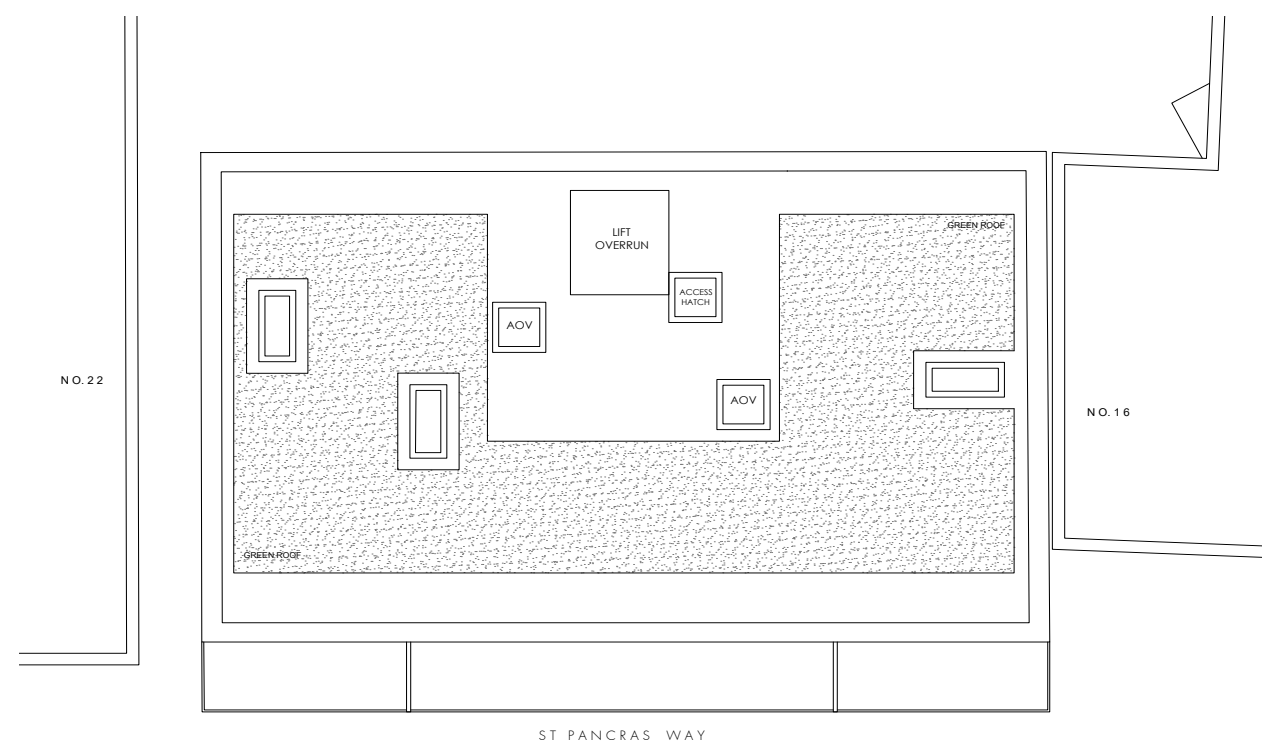 GREEN ROOF
LIFT
OVERRUN
ACCESS
HATCH
AOV
NO.22
AOV
NO.16
GREEN ROOF
ST PANCRAS WAY